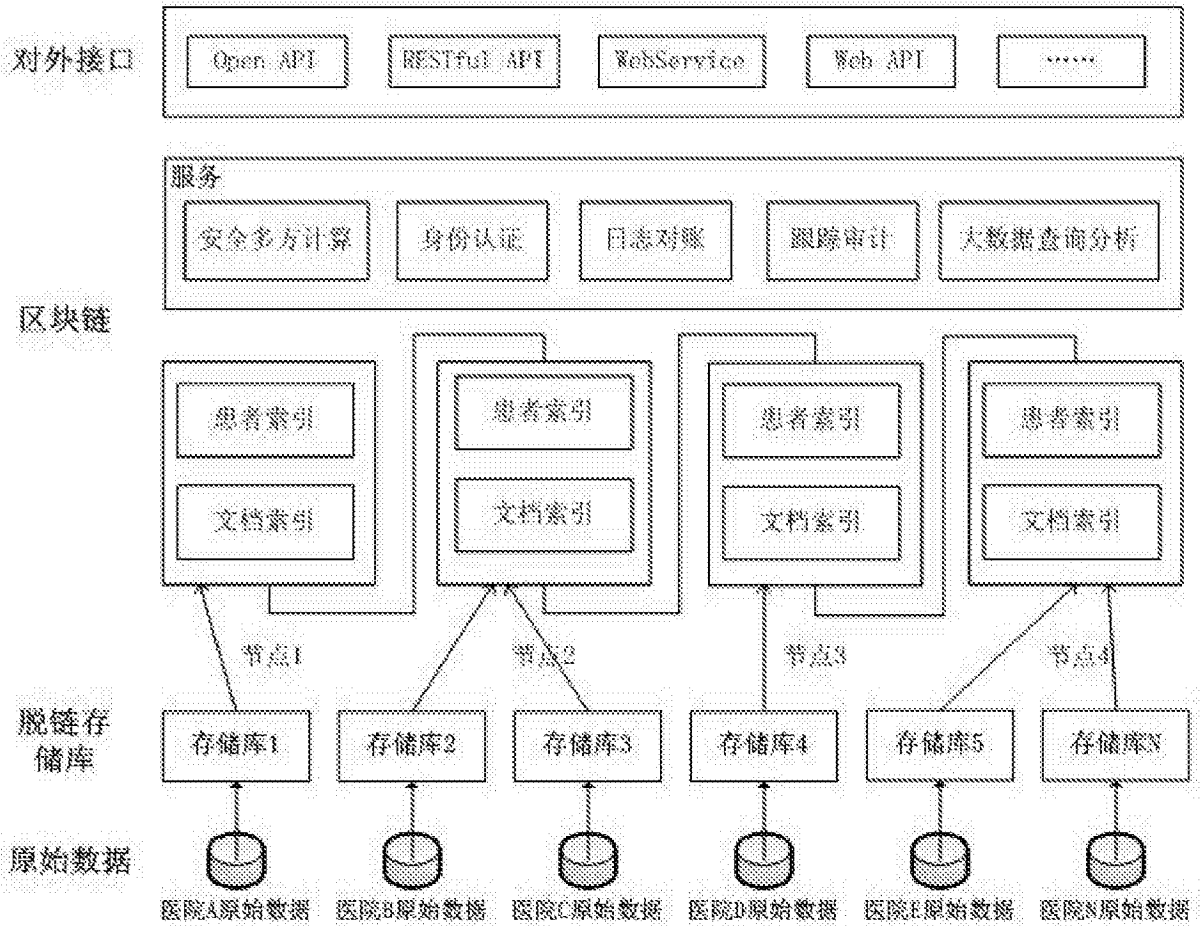 对外接口
Open API
RESTful API
WebService
Web API
……
区块链
服务
安全多方计算
身份认证
日志对账
跟踪审计
大数据查询分析
患者索引
文档索引
患者索引
文档索引
患者索引
文档索引
患者索引
文档索引
节点1
节点2
节点3
节点4
脱链存
储库
存储库1
存储库2
存储库3
存储库4
存储库5
存储库N
原始数据
医院A原始数据
医院B原始数据
医院C原始数据
医院D原始数据
医院E原始数据
医院N原始数据